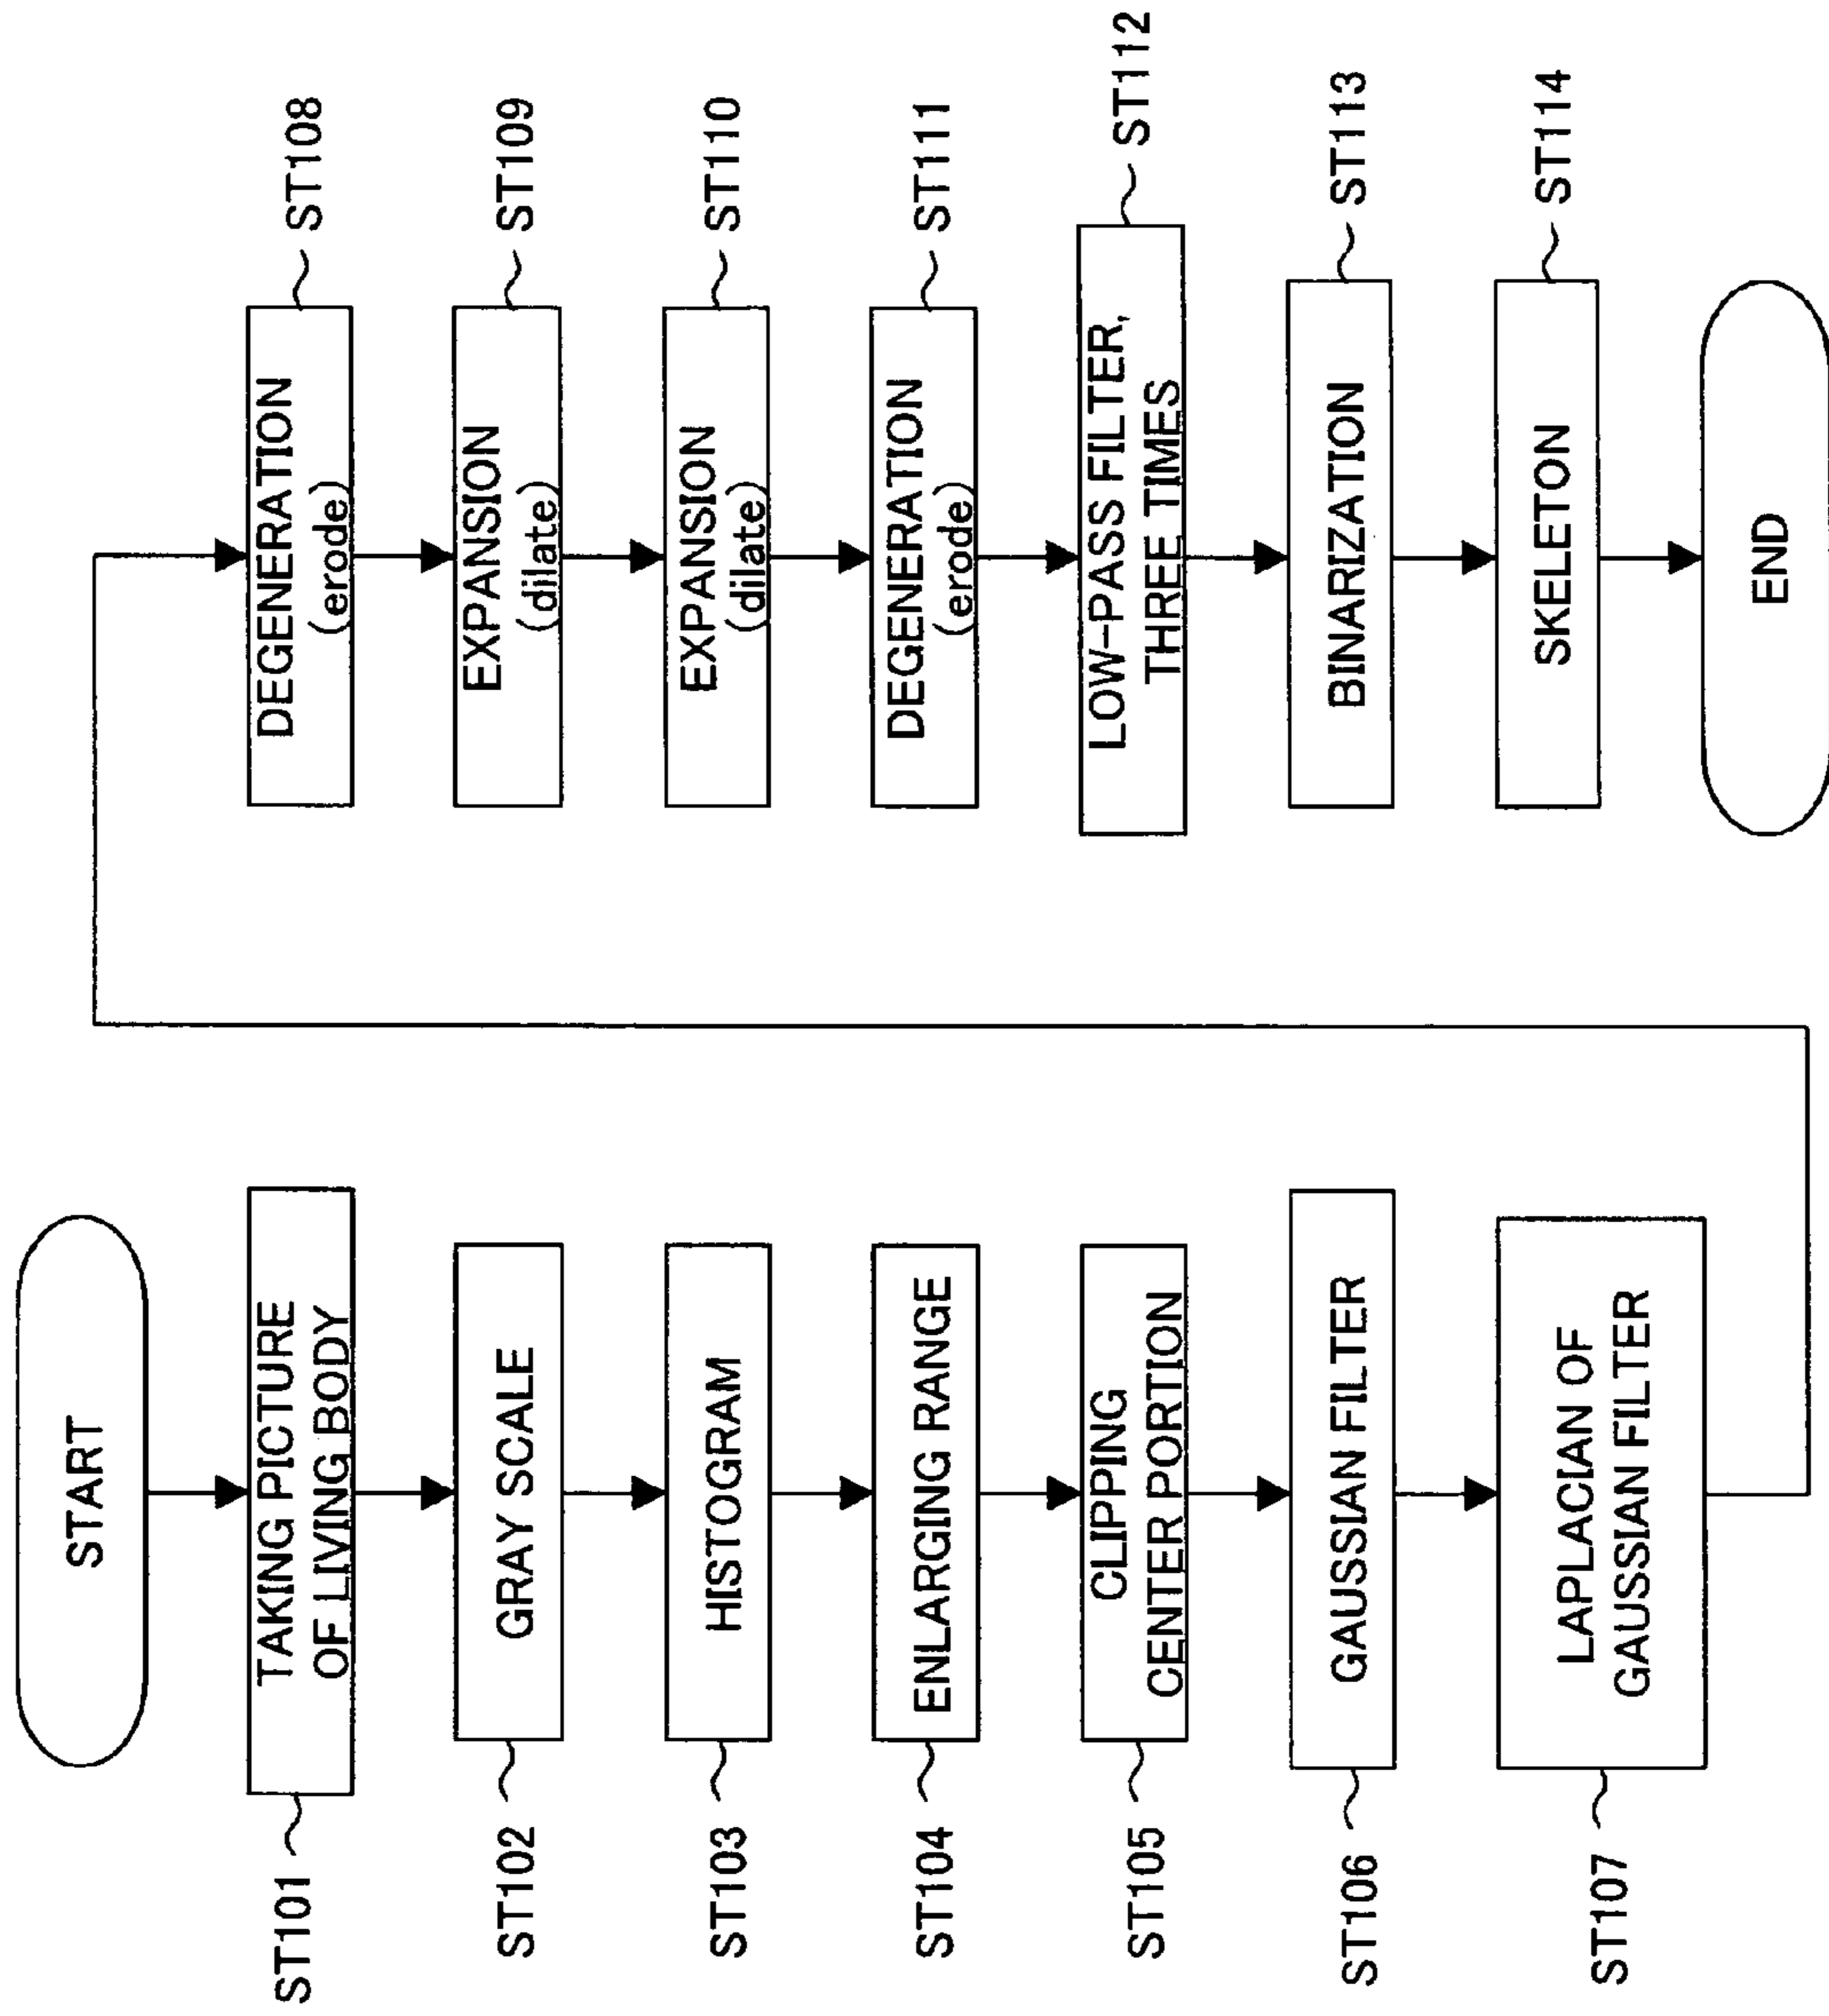 START
TAKING PICTURE
OF LIVING BODY
ST101
GRAY SCALE
ST102
HISTOGRAM
ST103
ENLARGING RANGE
ST104
CLIPPING
CENTER PORTION
ST105
GAUSSIAN FILTER
ST106
LAPLACIAN OF
GAUSSIAN FILTER
ST107
DEGENERATION
(erode)
ST108
EXPANSION
(dilate)
ST109
EXPANSION
(dilate)
ST110
DEGENERATION
(erode)
ST111
LOW-PASS FILTER,
THREE TIMES
ST112
BINARIZATION
ST113
SKELETON
ST114
END